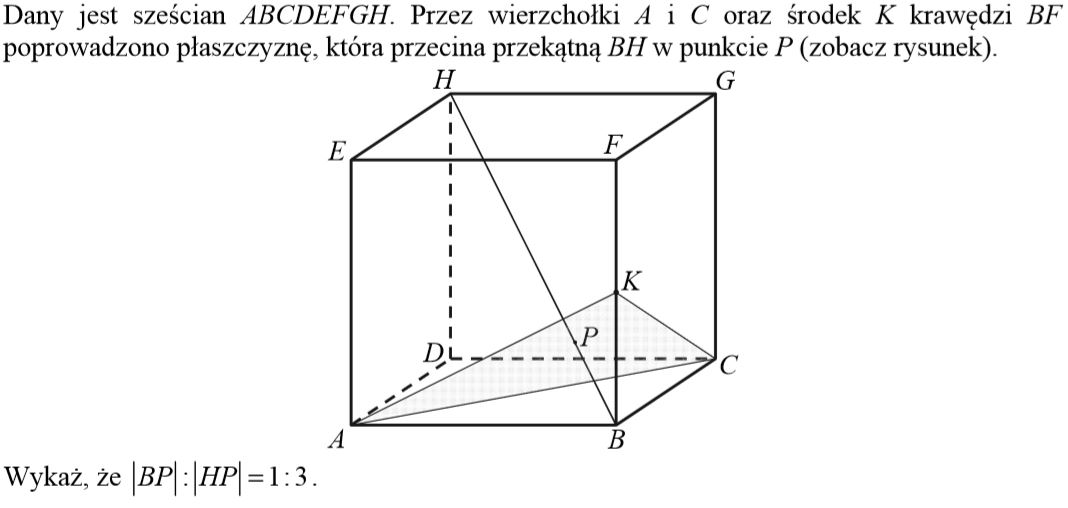 Dany jest sześcian ABCDEFGH. Przez wierzchołki A i C oraz środek K krawędzi BF
poprowadzono płaszczyznę, która przecina przekątną BH w punkcie P (zobacz rysunek).
H
G
E
F
K
P
D
C
A
B
Wykaż, że |BP|:|HP|=1:3.